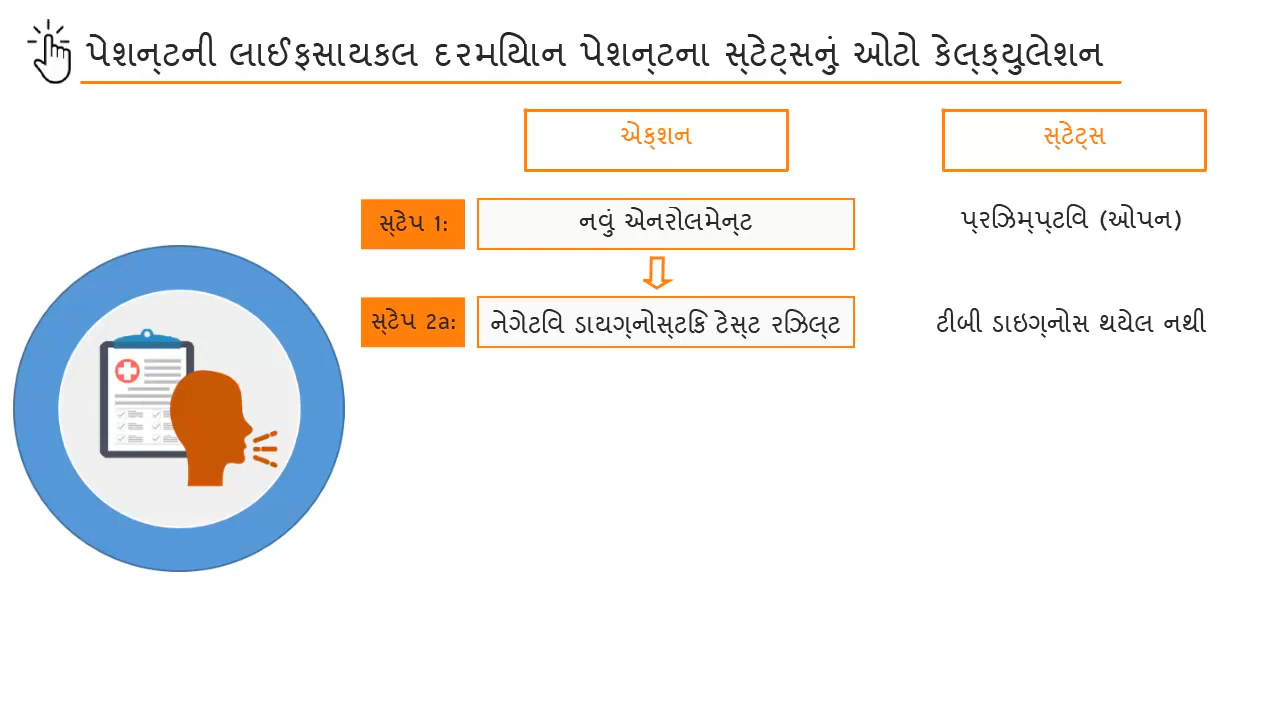 પેશન્ટની લાઈફસાયકલ દરમિયાન પેશન્ટના સ્ટેટ્સનું ઓટો કેલ્ક્યુલેશન
એક્શન
સ્ટેટ્સ
સ્ટેપ 1:
નવું એનરોલમેન્ટ
પ્રઝિમ્પ્ટવિ (ઓપન)
સ્ટેપ 2a:
નેગેટવિ ડાયગ્નોસ્ટકિ ટેસ્ટ રઝિલ્ટ
ટીબી ડાઇગ્નોસ થયેલ નથી